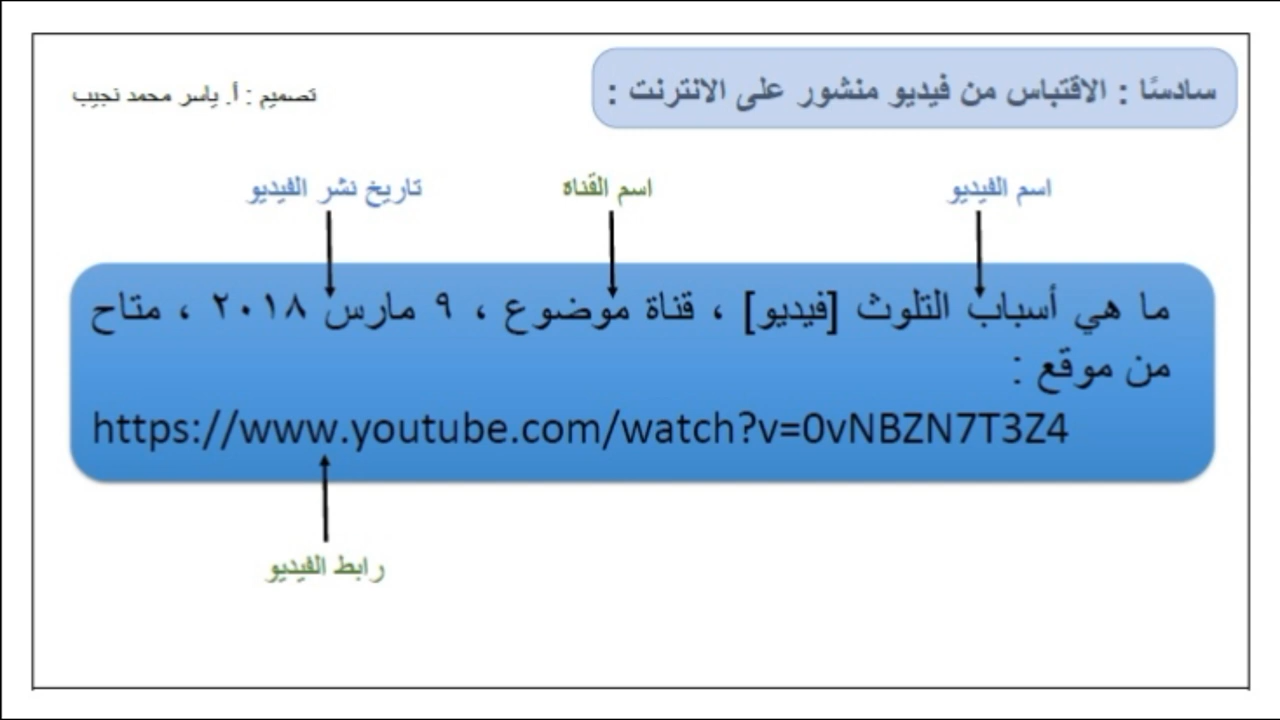 سادسًا : الاقتباس من فيديو منشور على الانترنت :
تصميم : أ. ياسر محمد نجيب
اسم الفيديو
اسم القناة
تاريخ نشر الفيديو
ما هي أسباب التلوث [فيديو] ، قناة موضوع ، ٩ مارس ٢٠١٨ ، متاح
من موقع :
https://www.youtube.com/watch?v=0vNBZN7T3Z4
رابط الفيديو